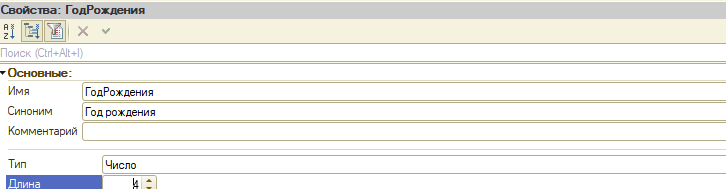 Свойства: ГодРождения
Поиск (Ctrl+Alt+I)
Основные:
Имя ГодРождения
Синоним Год рождения
Комментарий
Тип Число
Длина 4